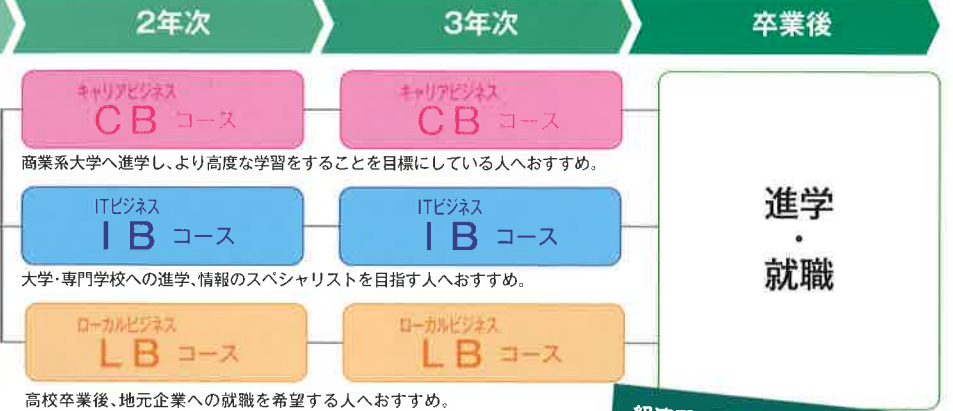 2年次
3年次
卒業後
キャリアビジネス
CB コース
キャリアビジネス
CB コース
商業系大学へ進学し、より高度な学習をすることを目標にしている人へおすすめ。
ITビジネス
IB コース
ITビジネス
IB コース
大学・専門学校への進学、情報のスペシャリストを目指す人へおすすめ。
ローカルビジネス
LB コース
ローカルビジネス
LB コース
高校卒業後、地元企業への就職を希望する人へおすすめ。
進学
・
就職